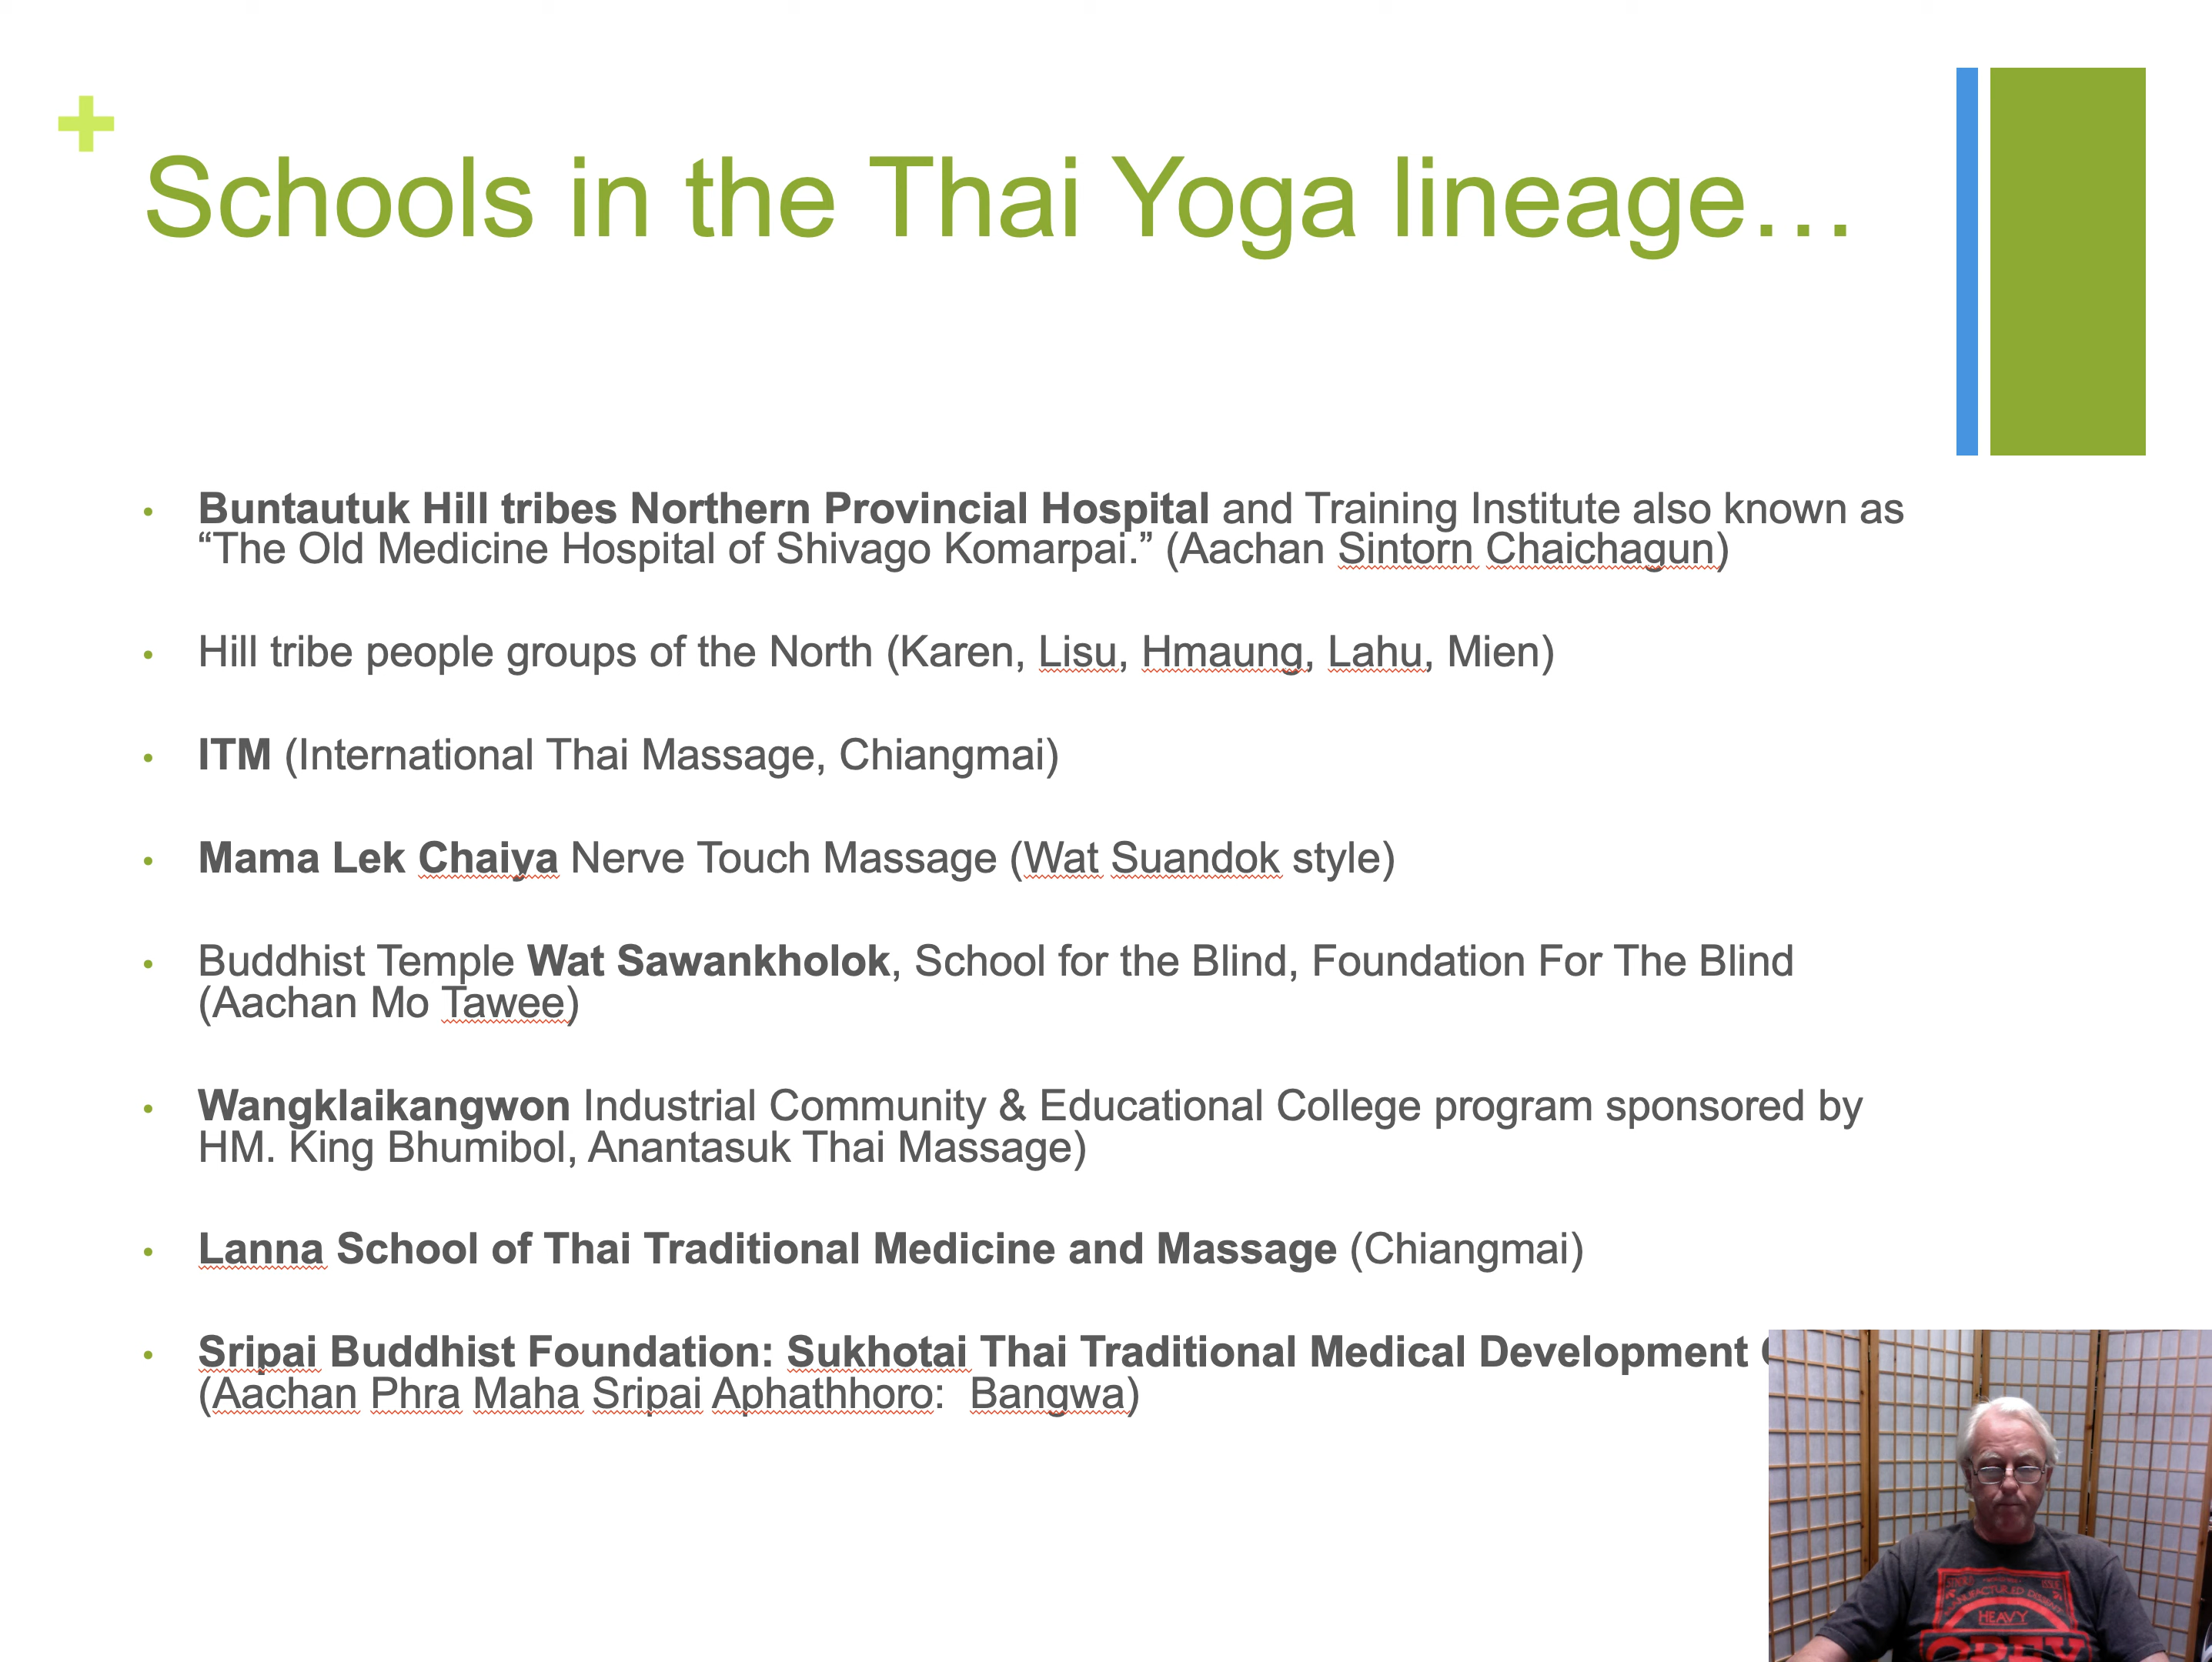 Schools in the Thai Yoga lineage…
• Buntautuk Hill tribes Northern Provincial Hospital and Training Institute also known as
“The Old Medicine Hospital of Shivago Komarpai.” (Aachan Sintorn Chaichagun)
• Hill tribe people groups of the North (Karen, Lisu, Hmaung, Lahu, Mien)
• ITM (International Thai Massage, Chiangmai)
• Mama Lek Chaiya Nerve Touch Massage (Wat Suandok style)
• Buddhist Temple Wat Sawankholok, School for the Blind, Foundation For The Blind
(Aachan Mo Tawee)
• Wangklaikangwon Industrial Community & Educational College program sponsored by
HM. King Bhumibol, Anantasuk Thai Massage)
• Lanna School of Thai Traditional Medicine and Massage (Chiangmai)
• Sripai Buddhist Foundation: Sukhotai Thai Traditional Medical Development
(Aachan Phra Maha Sripai Aphathhoro:  Bangwa)
HEAVY
OBEY